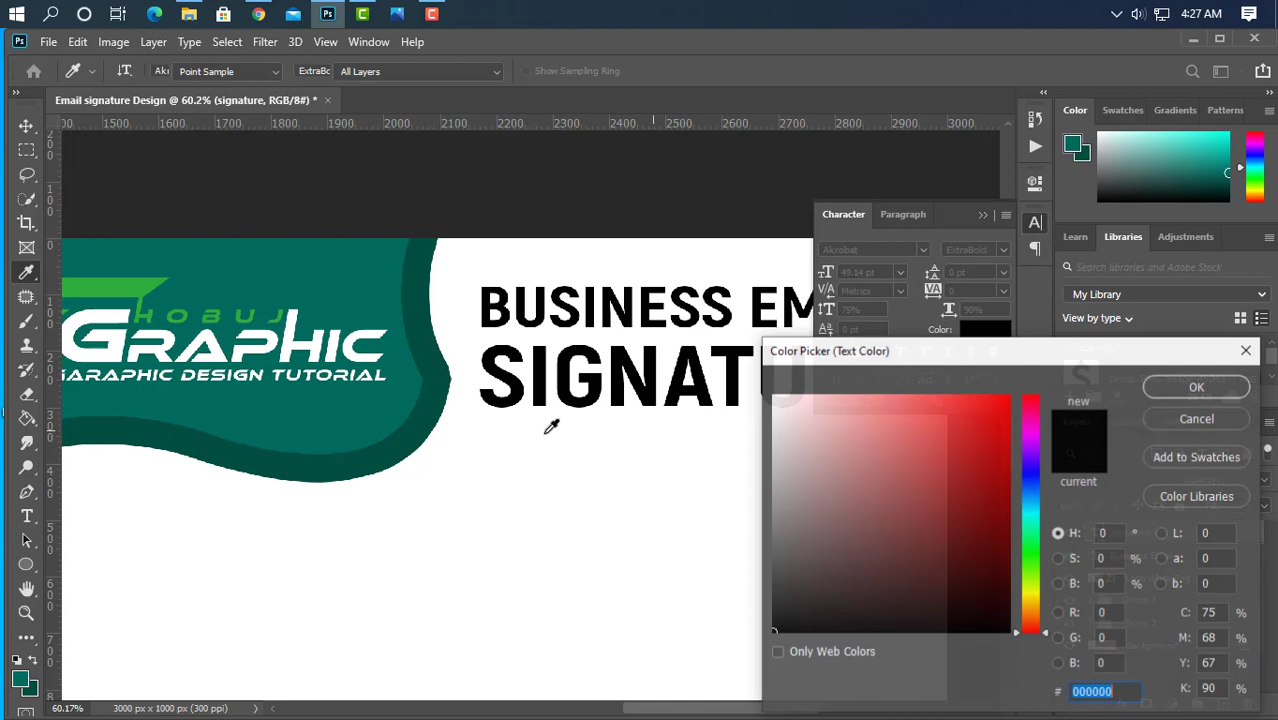 4:27 AM
Ps File Edit Image Layer Type Select Filter 3D View Window Help
Point Sample ExtraBc All Layers Show Sampling Ring
Email signature Design @ 60.2% (signature, RGB/8#) * ×
1500 1600 1700 1800 1900 2000 2100 2200 2300 2400 2500 2600 2700 2800 2900 3000
Color Swatches Gradients Patterns
Character Paragraph
Learn Libraries Adjustments
Akrobat ExtraBold
Search libraries and Adobe Stock
49.14 pt 0 pt
Metrics 0
My Library
75% 90%
View by type
0 pt Color:
HOBUJ
GRAPHIC
GARAPHIC DESIGN TUTORIAL
BUSINESS EM
SIGNATU
Color Picker (Text Color)
OK
new
Cancel
Add to Swatches
current
Color Libraries
H: 0 ° L: 0
S: 0 % a: 0
B: 0 % b: 0
R: 0 C: 75 %
G: 0 M: 68 %
B: 0 Y: 67 %
# 000000 K: 90 %
Only Web Colors
60.17% 3000 px x 1000 px (300 ppi)